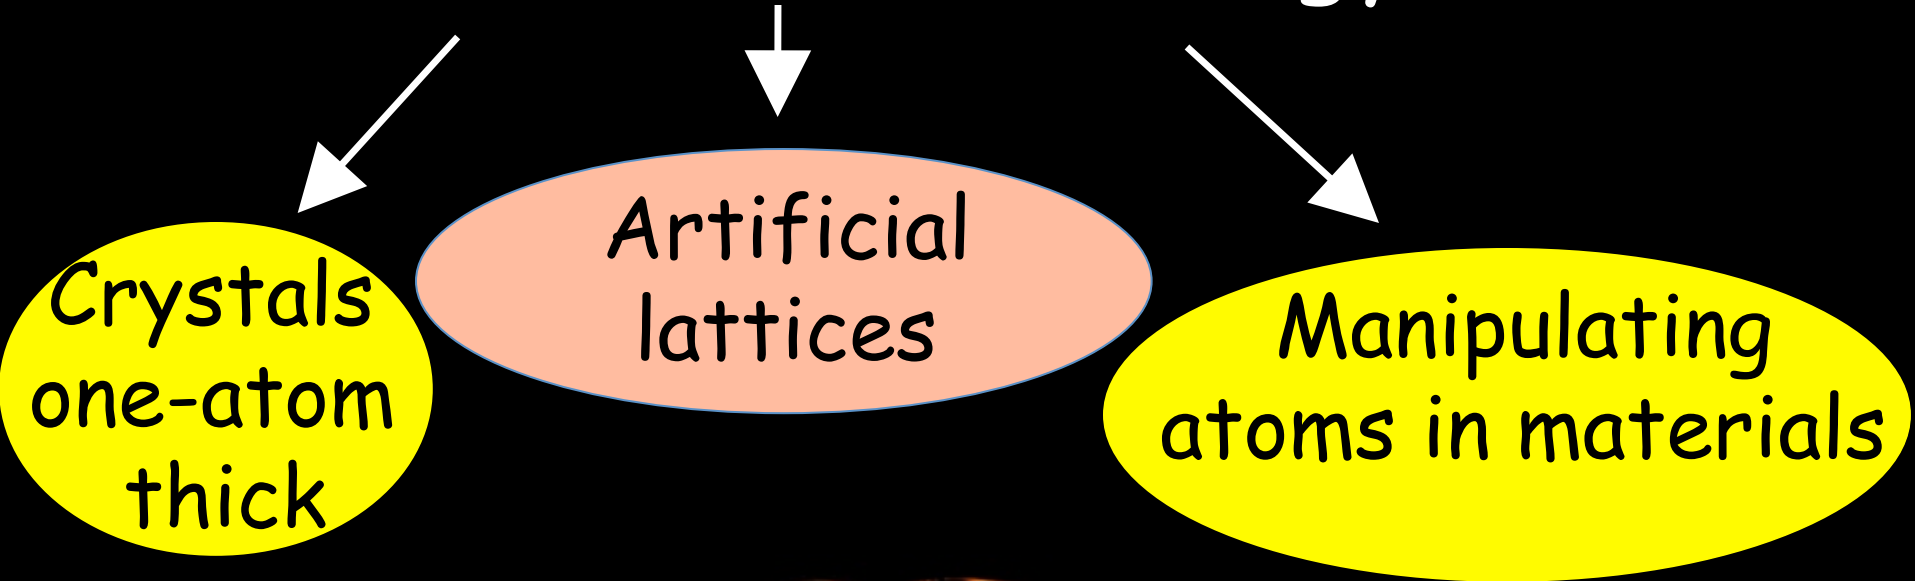 Crystals
one-atom
thick
Artificial
lattices
Manipulating
atoms in materials